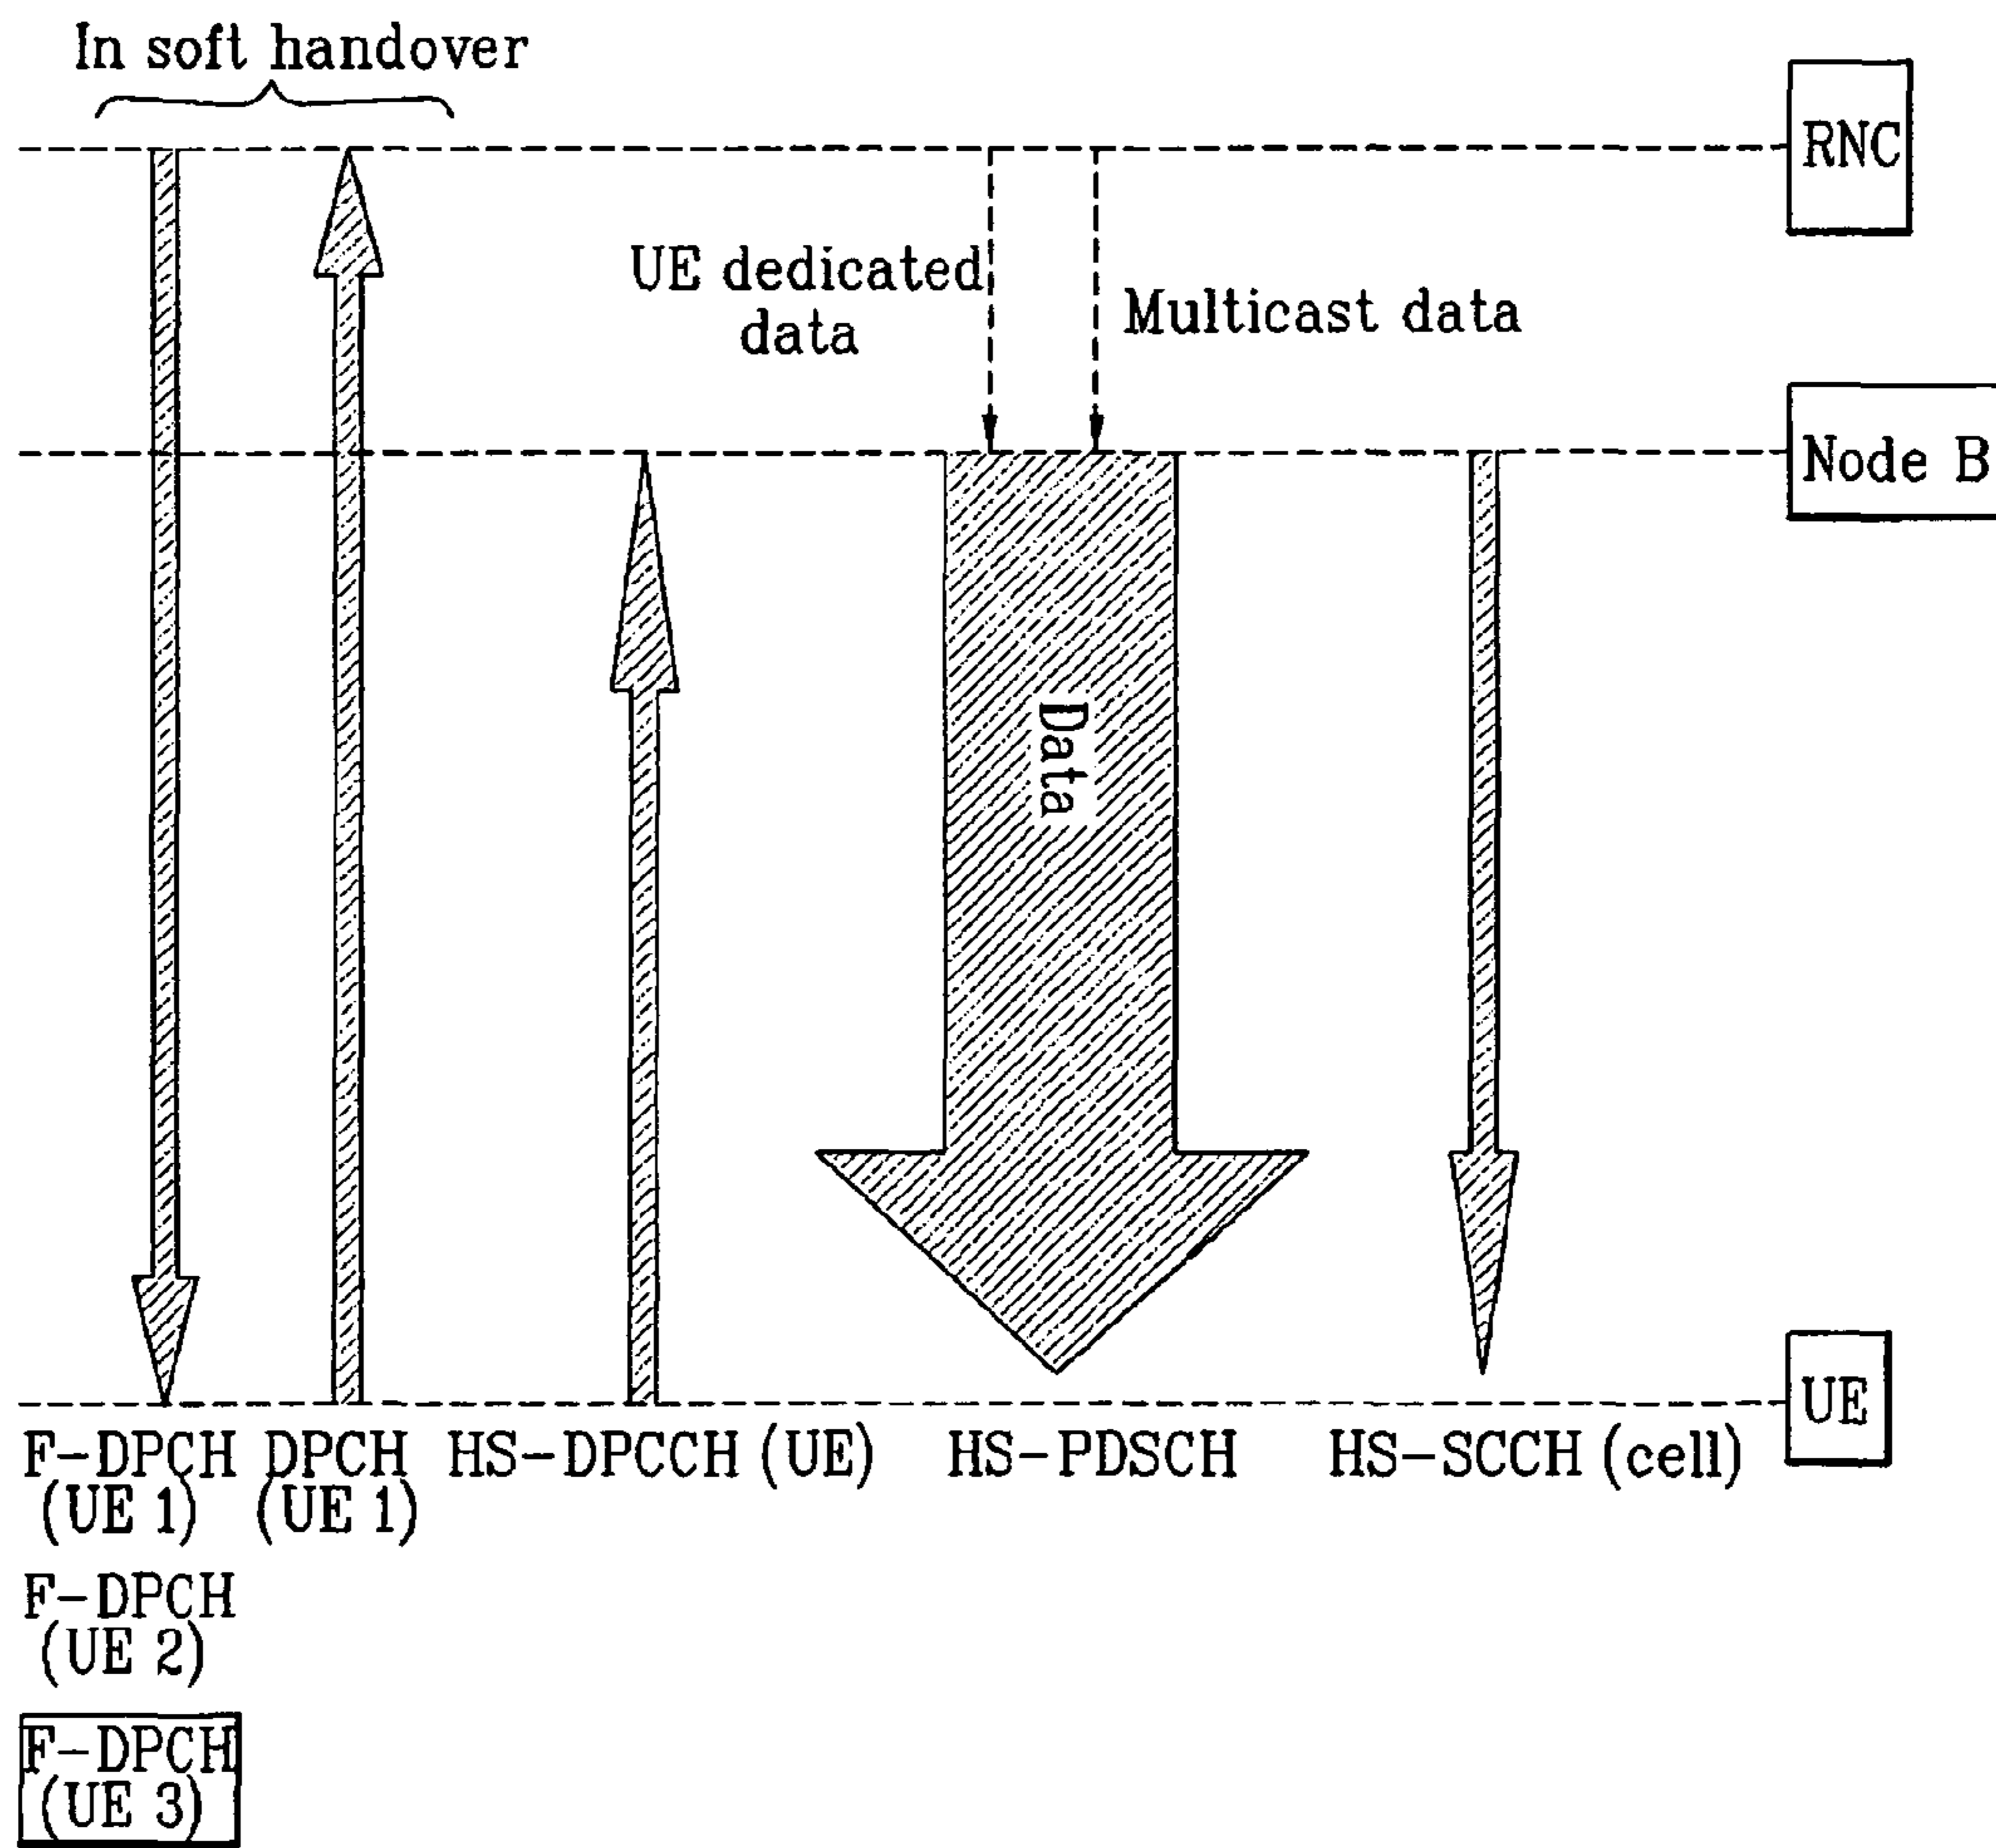 In soft handover
RNC
UE dedicated
data
Multicast data
Node B
Data
UE
F-DPCH
(UE 1)
DPCH
(UE 1)
HS-DPCCH (UE)
HS-PDSCH
HS-SCCH (cell)
F-DPCH
(UE 2)
F-DPCH
(UE 3)